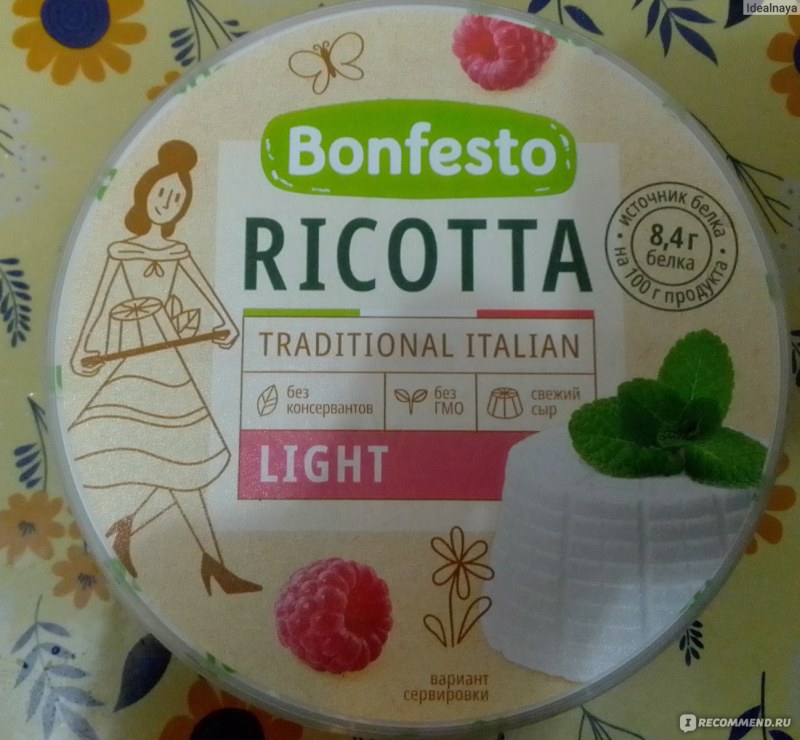 Idealnaya
Bonfesto
RICOTTA
источник белка
8,4 г
белка
на 100 г продукта
TRADITIONAL ITALIAN
без
консервантов
без
ГМО
свежий
сыр
LIGHT
вариант
сервировки
I RECOMMEND.RU